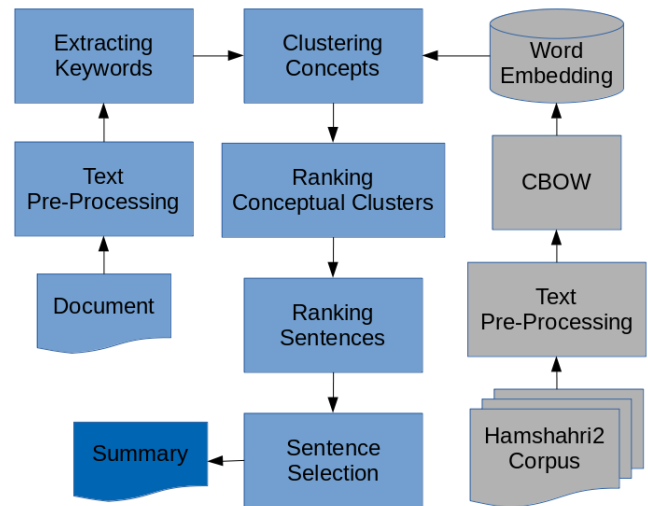 Extracting
Keywords
Clustering
Concepts
Word
Embedding
Text
Pre-Processing
Ranking
Conceptual Clusters
CBOW
Document
Ranking
Sentences
Text
Pre-Processing
Summary
Sentence
Selection
Hamshahri2
Corpus